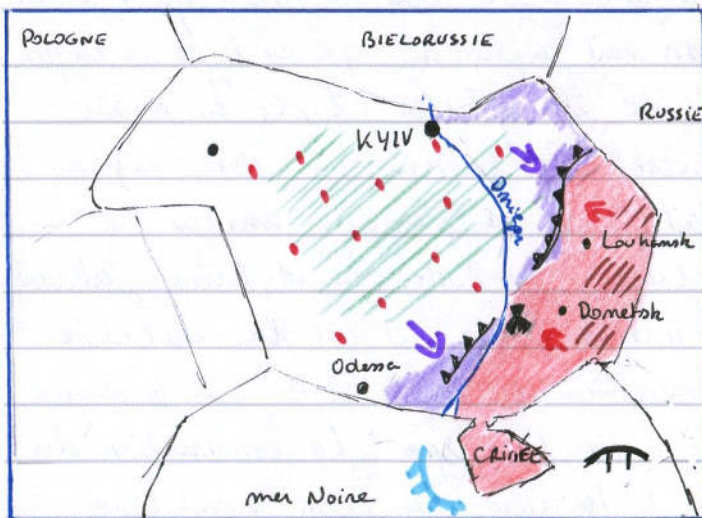 POLOGNE
BIELORUSSIE
RUSSIE
KYIV
Dniepr
Louhansk
Donetsk
Odessa
CRIMÉE
mer Noire